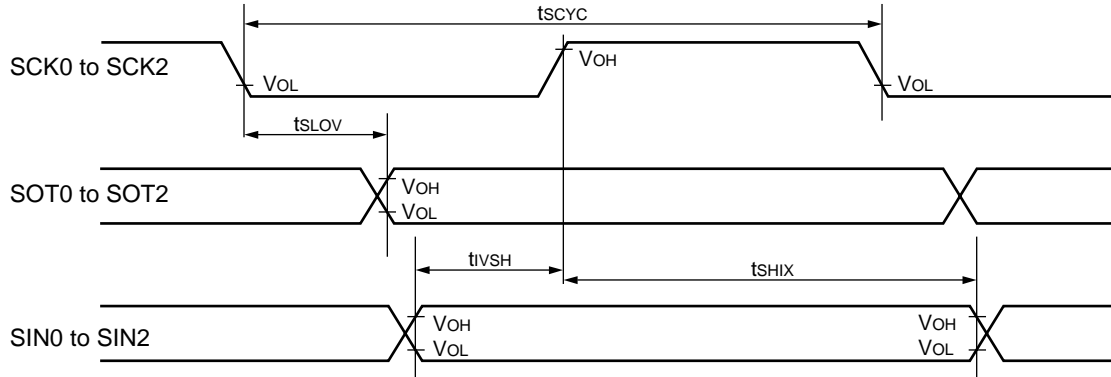 tSCYC
SCK0 to SCK2
VOH
VOL
VOL
tSLOV
SOT0 to SOT2
VOH
VOL
tIVSH
tSHIX
SIN0 to SIN2
VOH
VOH
VOL
VOL